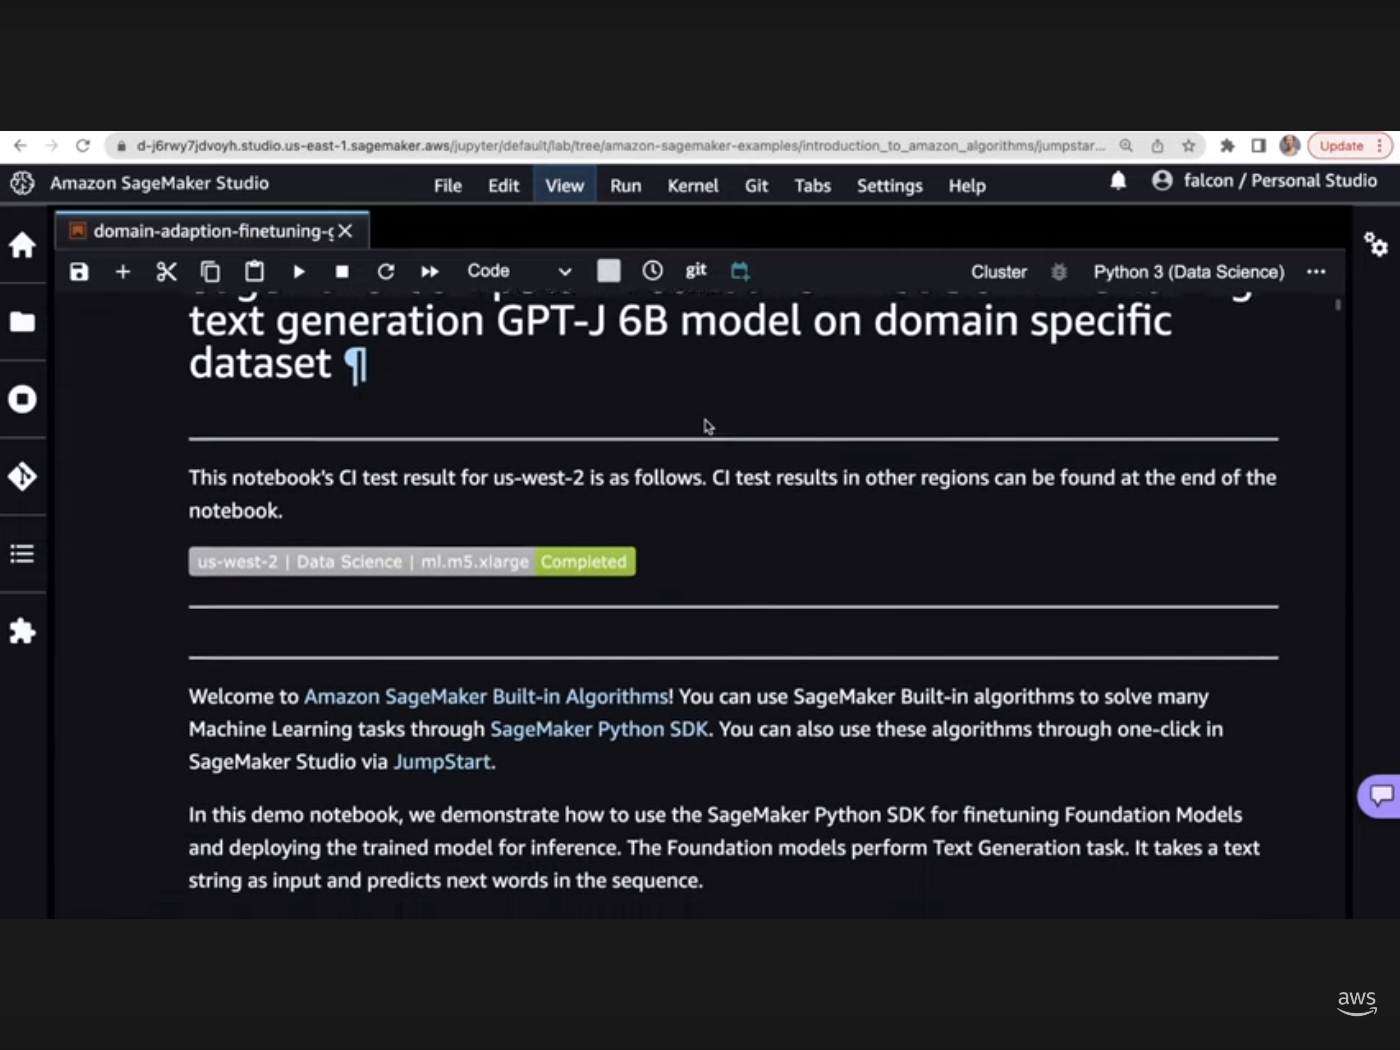 d-j6rwy7jdvoyh.studio.us-east-1.sagemaker.aws/jupyter/default/lab/tree/amazon-sagemaker-examples/introduction_to_amazon_algorithms/jumpstar...
Update
Amazon SageMaker Studio
File Edit View Run Kernel Git Tabs Settings Help
falcon / Personal Studio
domain-adaption-finetuning-g
Code
git
Cluster
Python 3 (Data Science)
text generation GPT-J 6B model on domain specific
dataset ¶
This notebook's CI test result for us-west-2 is as follows. CI test results in other regions can be found at the end of the
notebook.
us-west-2 | Data Science | ml.m5.xlarge Completed
Welcome to Amazon SageMaker Built-in Algorithms! You can use SageMaker Built-in algorithms to solve many
Machine Learning tasks through SageMaker Python SDK. You can also use these algorithms through one-click in
SageMaker Studio via JumpStart.
In this demo notebook, we demonstrate how to use the SageMaker Python SDK for finetuning Foundation Models
and deploying the trained model for inference. The Foundation models perform Text Generation task. It takes a text
string as input and predicts next words in the sequence.
aws